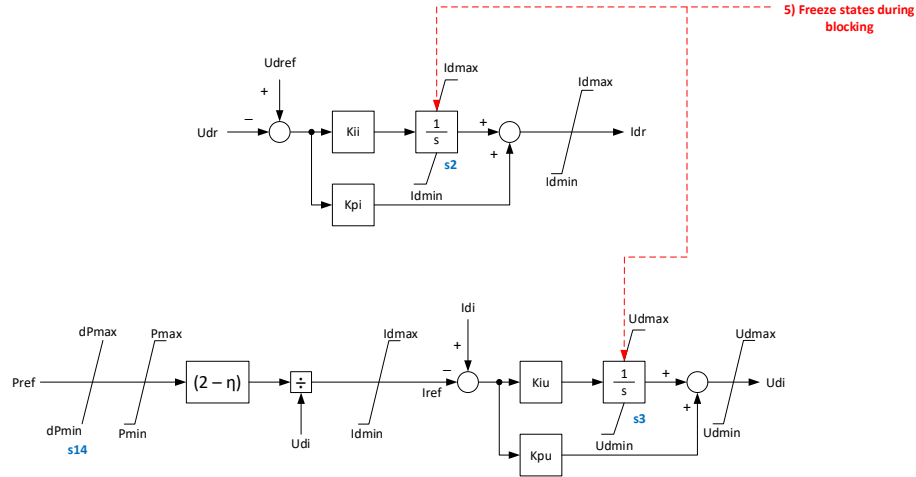 5) Freeze states during
blocking
Idmax
Udref
Idmax
+
−
Udr
Kii
1
s
+
Idr
s2
+
Idmin
Idmin
Kpi
Idi
Udmax
dPmax
Pmax
Idmax
Udmax
+
−
Pref
(2 – η)
÷
Iref
Kiu
1
s
+
Udi
+
dPmin
Pmin
Udi
Idmin
Udmin
s3
Udmin
s14
Kpu